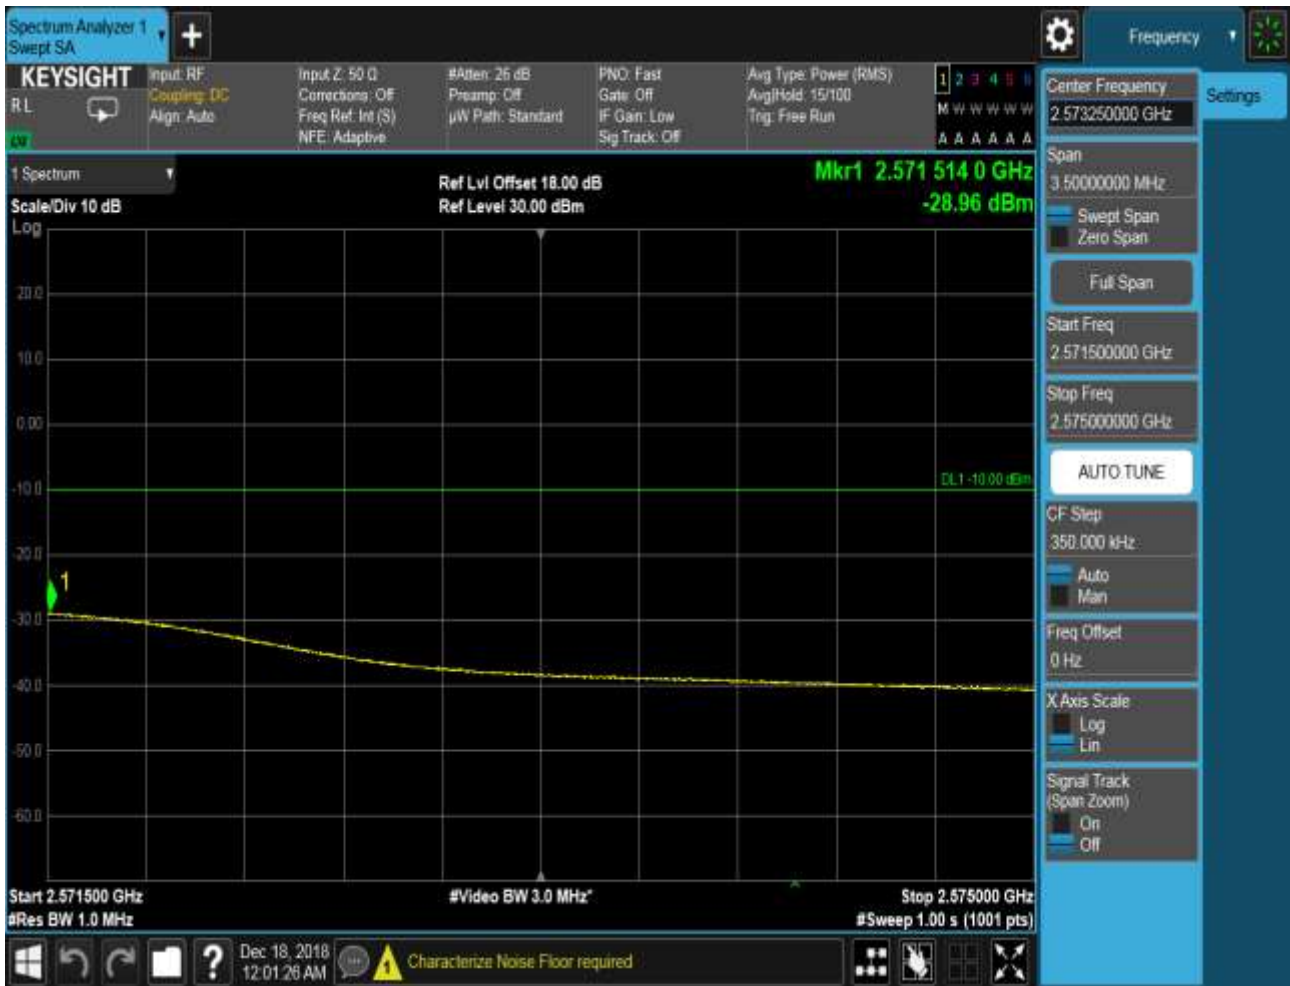 Spectrum Analyzer 1
Swept SA
+
Frequency
KEYSIGHT
R L
Input: RF
Coupling: DC
Align: Auto
Input Z: 50 Ω
Corrections: Off
Freq Ref: Int (S)
NFE: Adaptive
#Atten: 26 dB
Preamp: Off
µW Path: Standard
PNO: Fast
Gate: Off
IF Gain: Low
Sig Track: Off
Avg Type: Power (RMS)
Avg|Hold: 15/100
Trig: Free Run
1 2 3 4 5 6
M W W W W W
A A A A A A
1 Spectrum
Scale/Div 10 dB
Log
Ref Lvl Offset 18.00 dB
Ref Level 30.00 dBm
Mkr1 2.571 514 0 GHz
-28.96 dBm
20.0
10.0
0.00
-10.0
-20.0
-30.0
-40.0
-50.0
-60.0
DL1 -10.00 dBm
1
Start 2.571500 GHz
#Res BW 1.0 MHz
#Video BW 3.0 MHz*
Stop 2.575000 GHz
#Sweep 1.00 s (1001 pts)
Center Frequency
2.573250000 GHz
Settings
Span
3.50000000 MHz
Swept Span
Zero Span
Full Span
Start Freq
2.571500000 GHz
Stop Freq
2.575000000 GHz
AUTO TUNE
CF Step
350.000 kHz
Auto
Man
Freq Offset
0 Hz
X Axis Scale
Log
Lin
Signal Track
(Span Zoom)
On
Off
?
Dec 18, 2018
12:01:26 AM
1
Characterize Noise Floor required